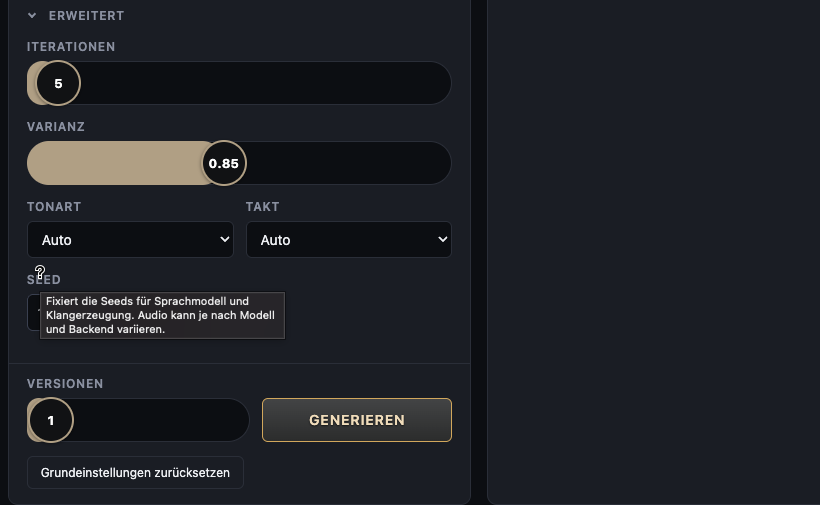 ERWEITERT
ITERATIONEN
5
VARIANZ
0.85
TONART
TAKT
Auto
Auto
?
SEED
Fixiert die Seeds für Sprachmodell und
Klangerzeugung. Audio kann je nach Modell
und Backend variieren.
VERSIONEN
1
GENERIEREN
Grundeinstellungen zurücksetzen